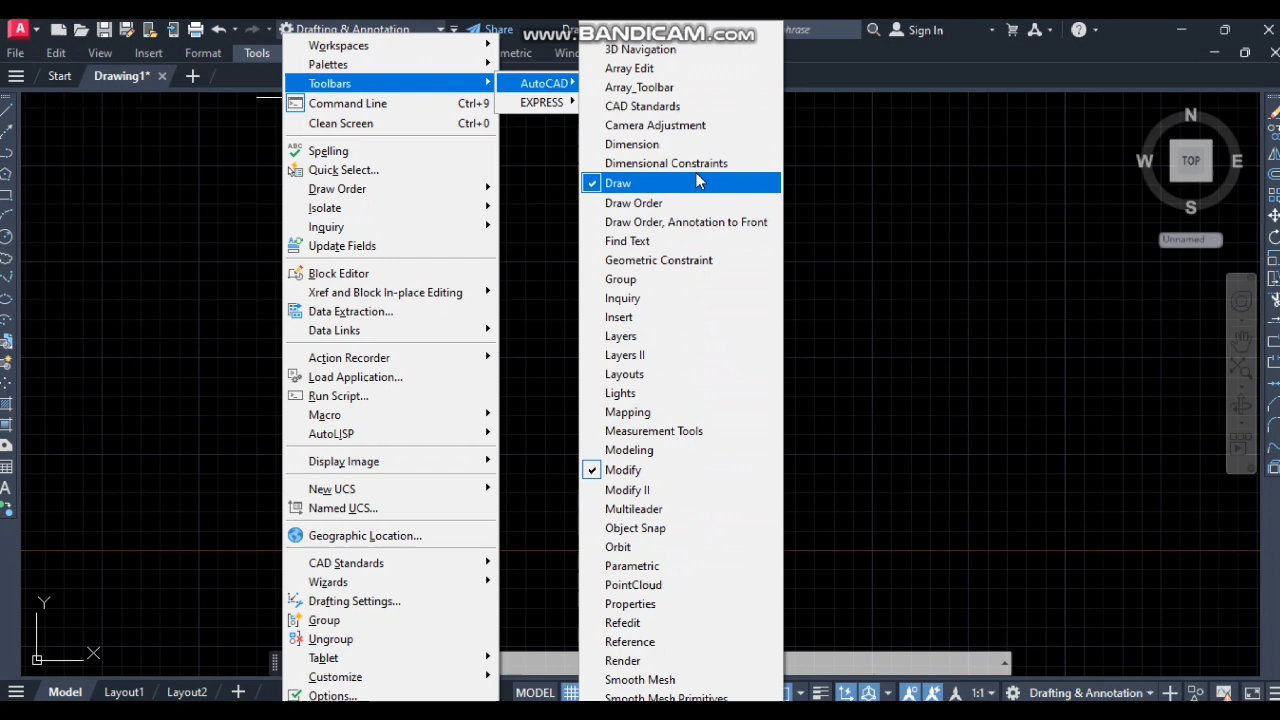 A
Drafting & Annotation
Share
www.BANDICAM.com
Sign In
File
Edit
View
Insert
Format
Tools
Start
Drawing1*
Workspaces
Palettes
Toolbars
Command Line Ctrl+9
Clean Screen Ctrl+0
Spelling
Quick Select...
Draw Order
Isolate
Inquiry
Update Fields
Block Editor
Xref and Block In-place Editing
Data Extraction...
Data Links
Action Recorder
Load Application...
Run Script...
Macro
AutoLISP
Display Image
New UCS
Named UCS...
Geographic Location...
CAD Standards
Wizards
Drafting Settings...
Group
Ungroup
Tablet
Customize
Options...
AutoCAD
EXPRESS
3D Navigation
Array Edit
Array_Toolbar
CAD Standards
Camera Adjustment
Dimension
Dimensional Constraints
Draw
Draw Order
Draw Order, Annotation to Front
Find Text
Geometric Constraint
Group
Inquiry
Insert
Layers
Layers II
Layouts
Lights
Mapping
Measurement Tools
Modeling
Modify
Modify II
Multileader
Object Snap
Orbit
Parametric
PointCloud
Properties
Refedit
Reference
Render
Smooth Mesh
Smooth Mesh Primitives
N
W TOP E
S
Unnamed
Y
X
Model
Layout1
Layout2
MODEL
1:1
Drafting & Annotation